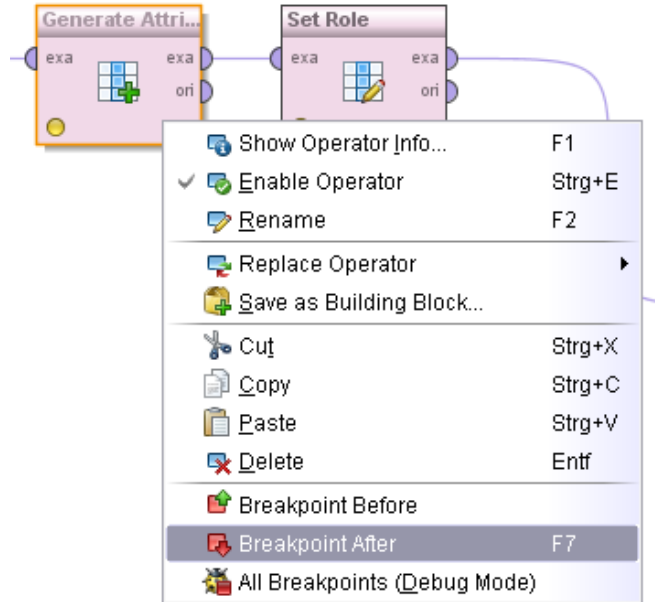 Generate Attri... Set Role
exa exa exa exa
ori ori
Show Operator Info... F1
Enable Operator Strg+E
Rename F2
Replace Operator
Save as Building Block...
Cut Strg+X
Copy Strg+C
Paste Strg+V
Delete Entf
Breakpoint Before
Breakpoint After F7
All Breakpoints (Debug Mode)